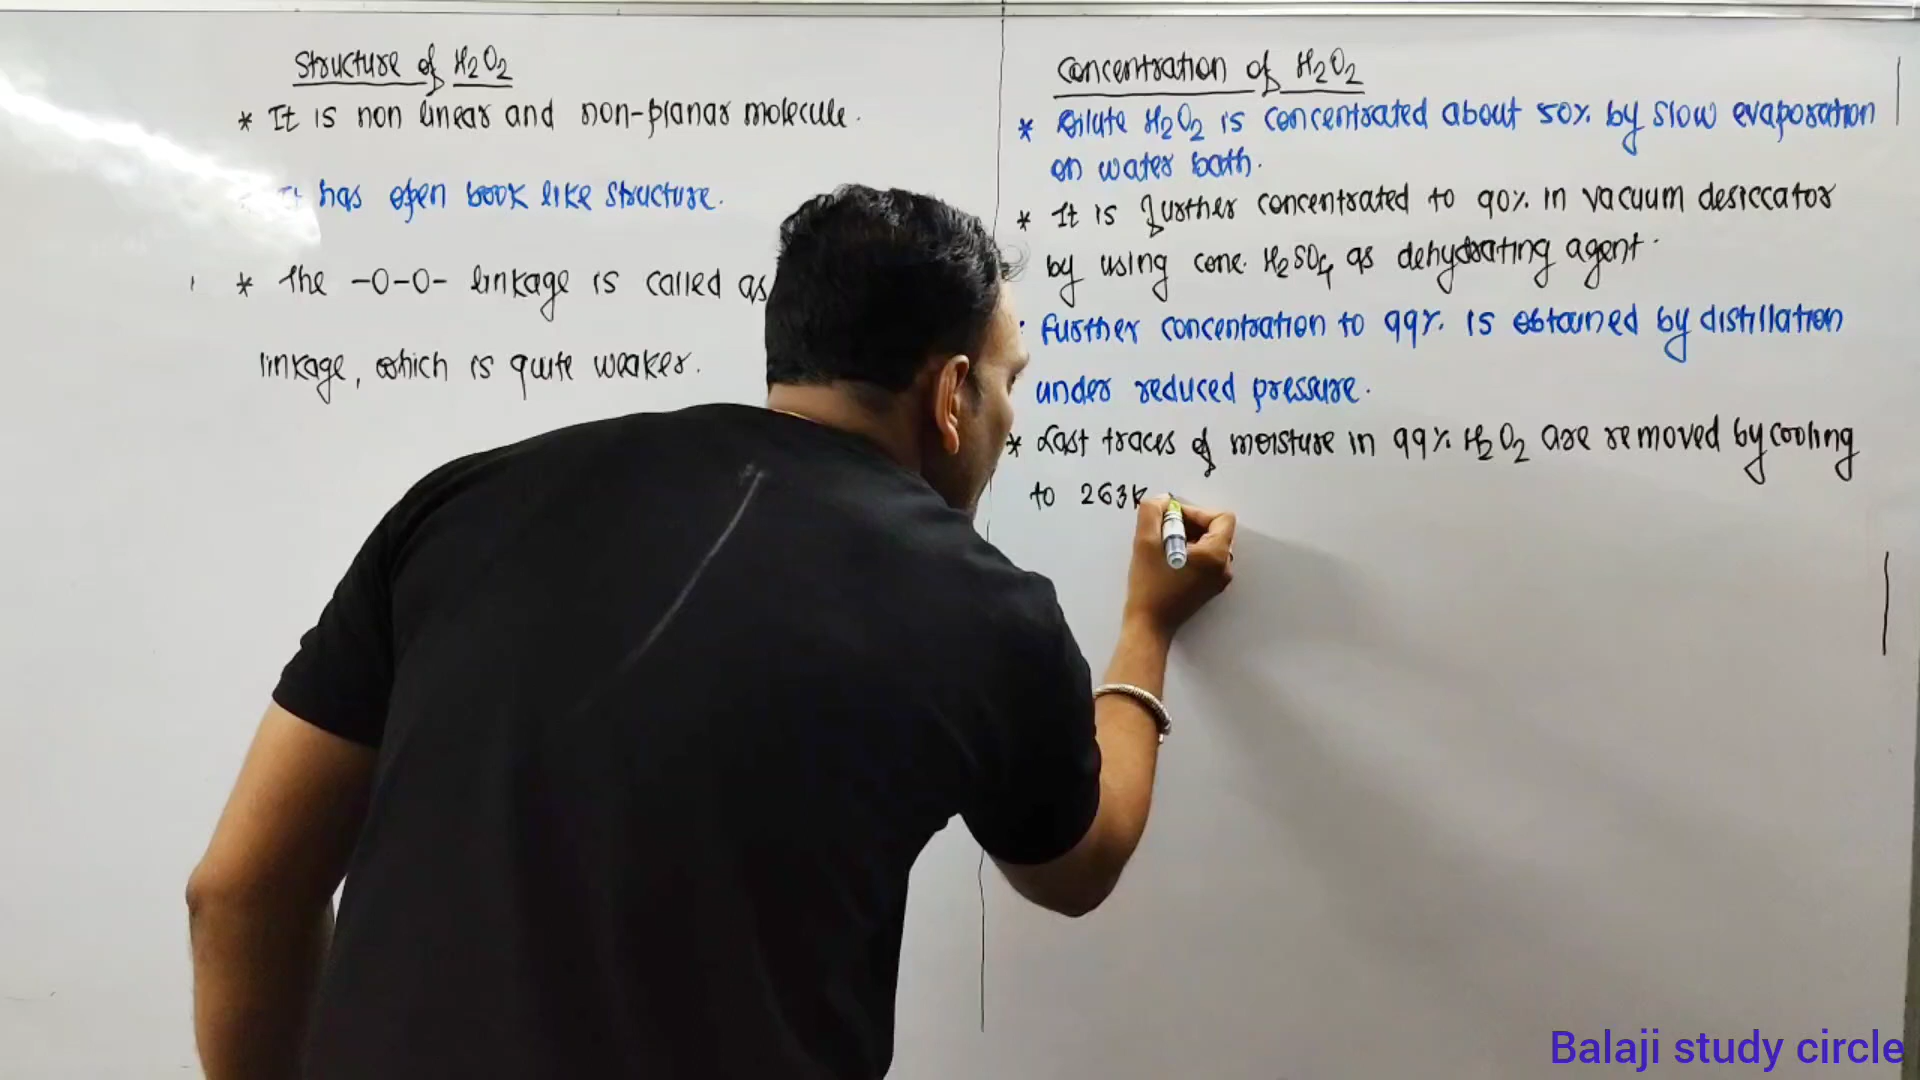 Structure of H2O2
* It is non linear and non-planar molecule.
It has open book like structure.
* The -O-O- linkage is called as
linkage, which is quite weaker.
Concentration of H2O2
* Dilute H2O2 is concentrated about 50% by slow evaporation
on water bath.
* It is further concentrated to 90% in vacuum desiccator
by using conc. H2SO4 as dehydrating agent.
Further concentration to 99% is obtained by distillation
under reduced pressure.
* Last traces of moisture in 99% H2O2 are removed by cooling
to 263K
Balaji study circle